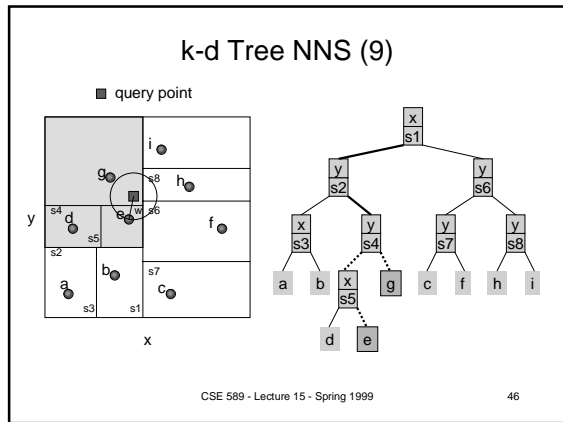 k-d Tree NNS (9)
query point
x
s1
y
s2
y
s6
x
s3
y
s4
y
s7
y
s8
a
b
x
s5
g
c
f
h
i
d
e
i
g
s8
h
y
s4
d
e
w
s6
f
s5
s2
b
a
s3
s1
s7
c
x
CSE 589 - Lecture 15 - Spring 1999
46